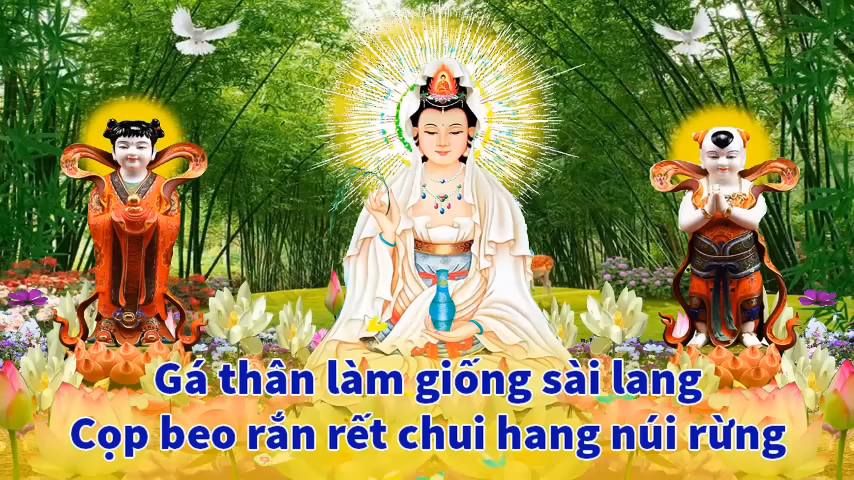 Gá thân làm giống sài lang
Cọp beo rắn rết chui hang núi rừng